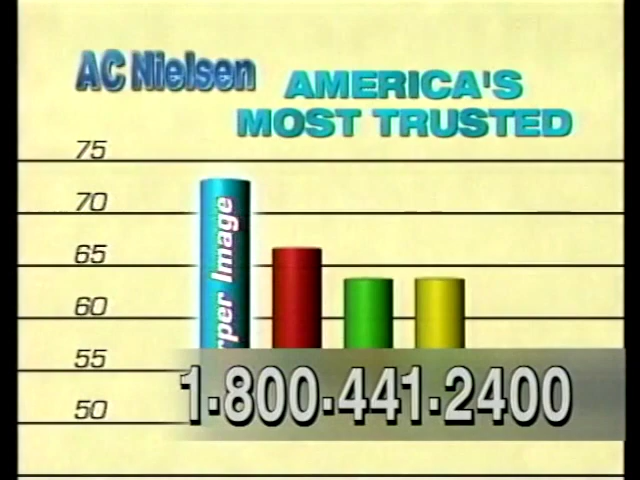 AC Nielsen
AMERICA'S
MOST TRUSTED
75
70
65
60
55
50
rper Image
1-800-441-2400